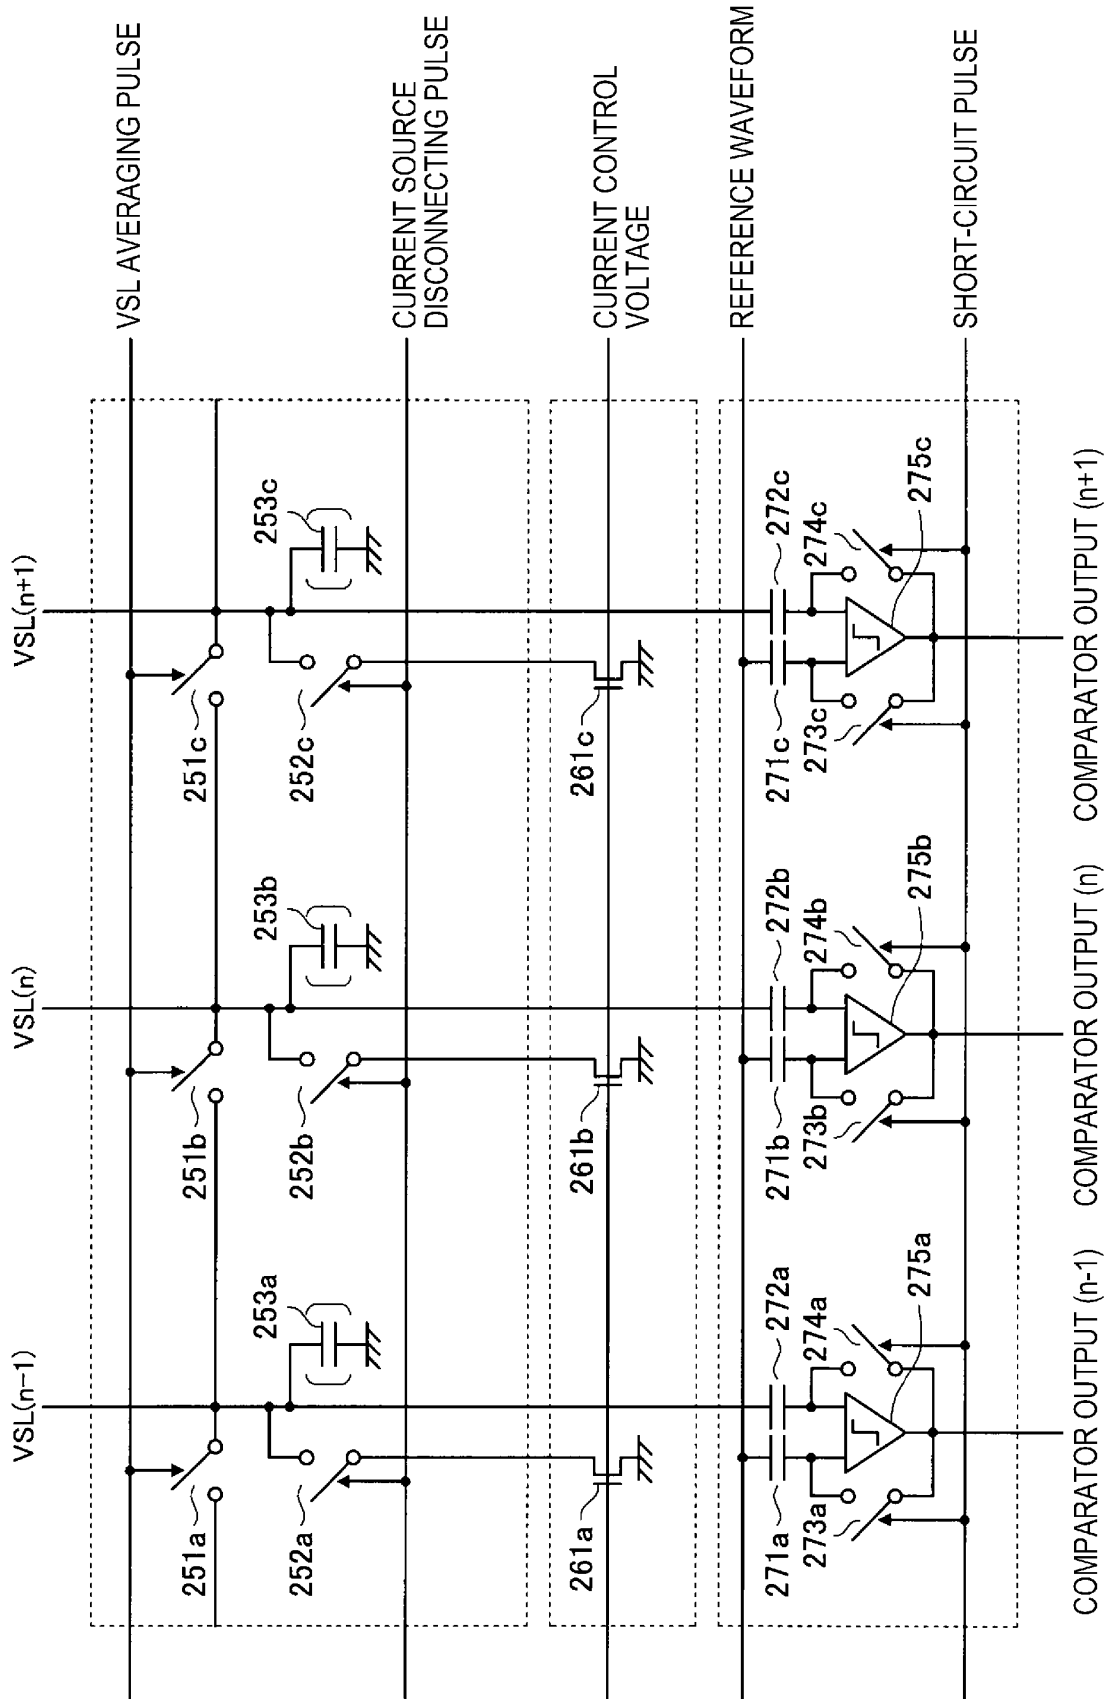 VSL AVERAGING PULSE
CURRENT SOURCE
DISCONNECTING PULSE
CURRENT CONTROL
VOLTAGE
REFERENCE WAVEFORM
SHORT-CIRCUIT PULSE
VSL(n+1)
251c
252c
253c
261c
271c
272c
273c
274c
275c
COMPARATOR OUTPUT (n+1)
VSL(n)
251b
252b
253b
261b
271b
272b
273b
274b
275b
COMPARATOR OUTPUT (n)
VSL(n-1)
251a
252a
253a
261a
271a
272a
273a
274a
275a
COMPARATOR OUTPUT (n-1)